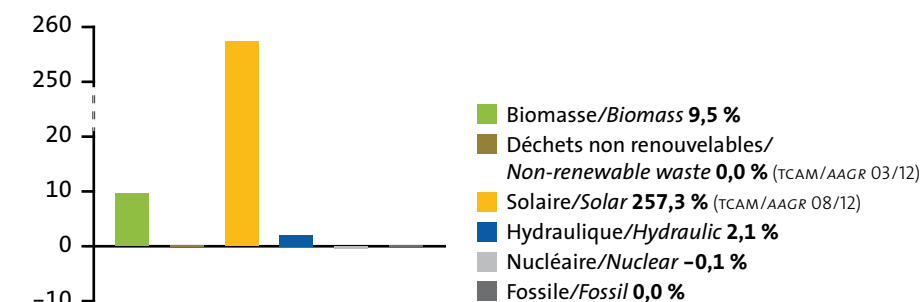 260
250
20
10
0
−10
Biomasse/Biomass 9,5 %
Déchets non renouvelables/
Non-renewable waste 0,0 % (TCAM/AAGR 03/12)
Solaire/Solar 257,3 % (TCAM/AAGR 08/12)
Hydraulique/Hydraulic 2,1 %
Nucléaire/Nuclear −0,1 %
Fossile/Fossil 0,0 %